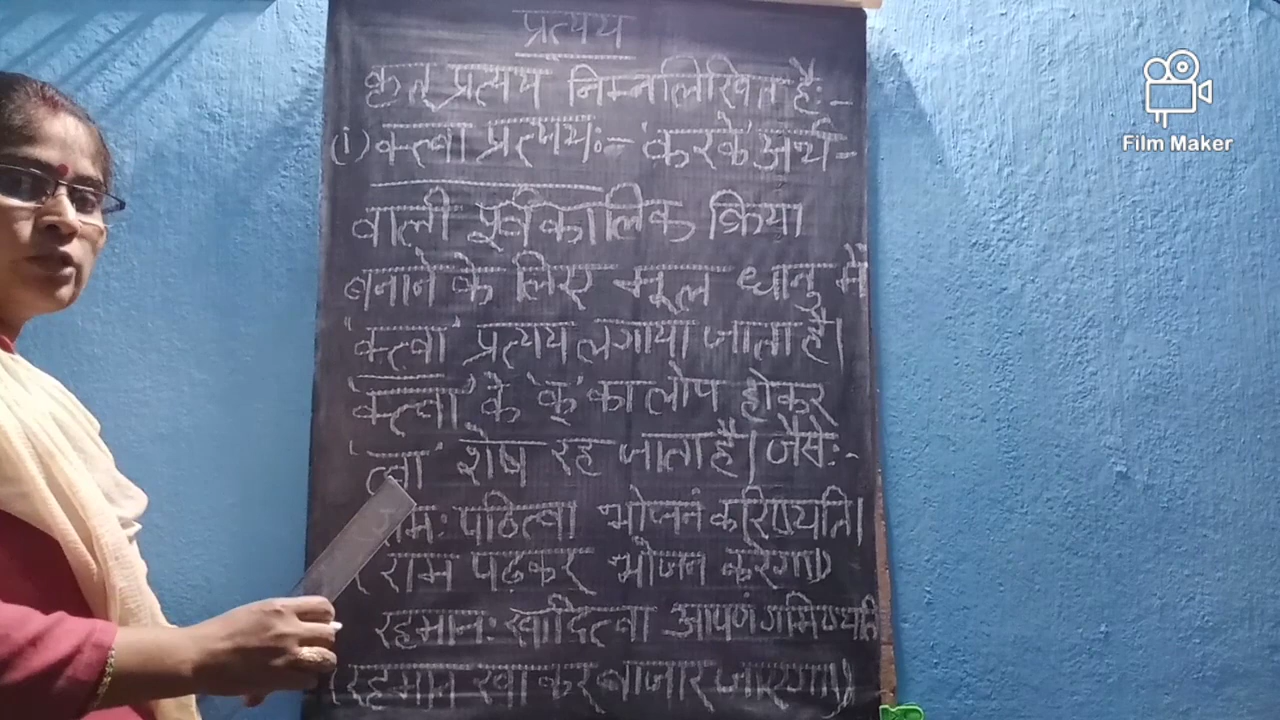 प्रत्यय
कृत् प्रत्यय निम्नलिखित हैः-
(i) क्त्वा प्रत्ययः- 'करके' अर्थ-
वाली पूर्वकालिक क्रिया
बनाने के लिए मूल धातु में
'क्त्वा' प्रत्यय लगाया जाता है।
'क्त्वा' के 'क्' का लोप होकर्
'त्वा' शेष रह जाता है। जैसेः-
रामः पठित्वा भोजनं करिष्यति।
(राम पढ़कर् भोजन करेगा)
रहमानः खादित्वा आपणं गमिष्यति
(रहमान खा कर बाजार जाएगा)
Film Maker